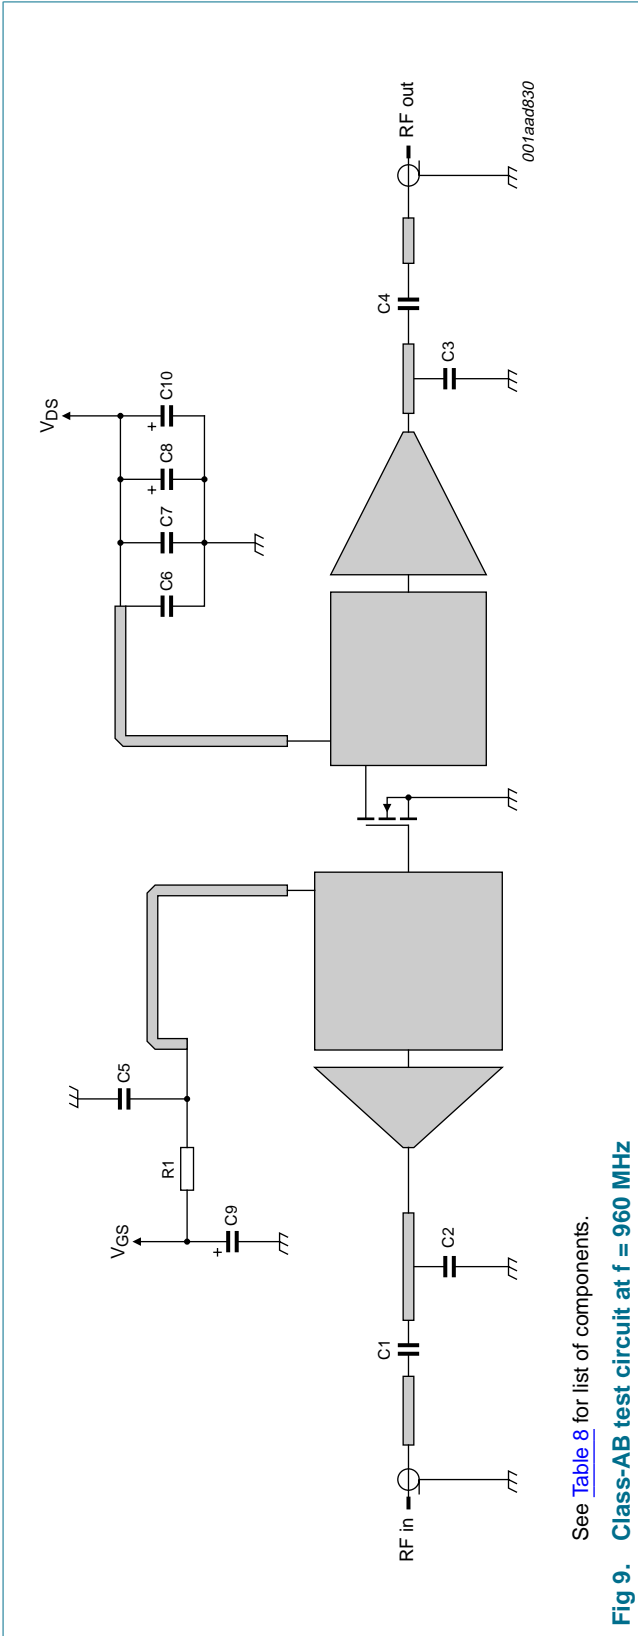 VDS
C6
C7
C8
+
C10
+
VGS
R1
C5
C9
+
RF in
C1
C2
C3
C4
RF out
001aad830
See Table 8 for list of components.
Fig 9. Class-AB test circuit at f = 960 MHz